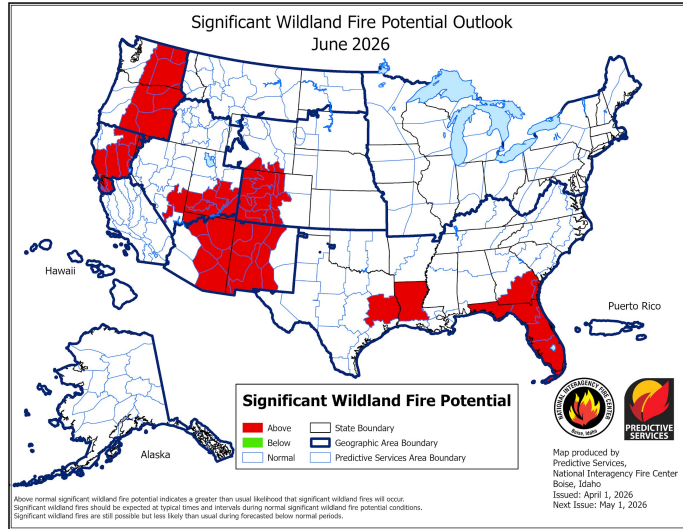 Significant Wildland Fire Potential Outlook
June 2026
Hawaii
Puerto Rico
Alaska
Significant Wildland Fire Potential
Above
State Boundary
Below
Geographic Area Boundary
Normal
Predictive Services Area Boundary
NATIONAL INTERAGENCY FIRE CENTER
Boise, Idaho
PREDICTIVE
SERVICES
Map produced by
Predictive Services,
National Interagency Fire Center
Boise, Idaho
Issued: April 1, 2026
Next Issue: May 1, 2026
Above normal significant wildland fire potential indicates a greater than usual likelihood that significant wildland fires will occur.
Significant wildland fires should be expected at typical times and intervals during normal significant wildland fire potential conditions.
Significant wildland fires are still possible but less likely than usual during forecasted below normal periods.